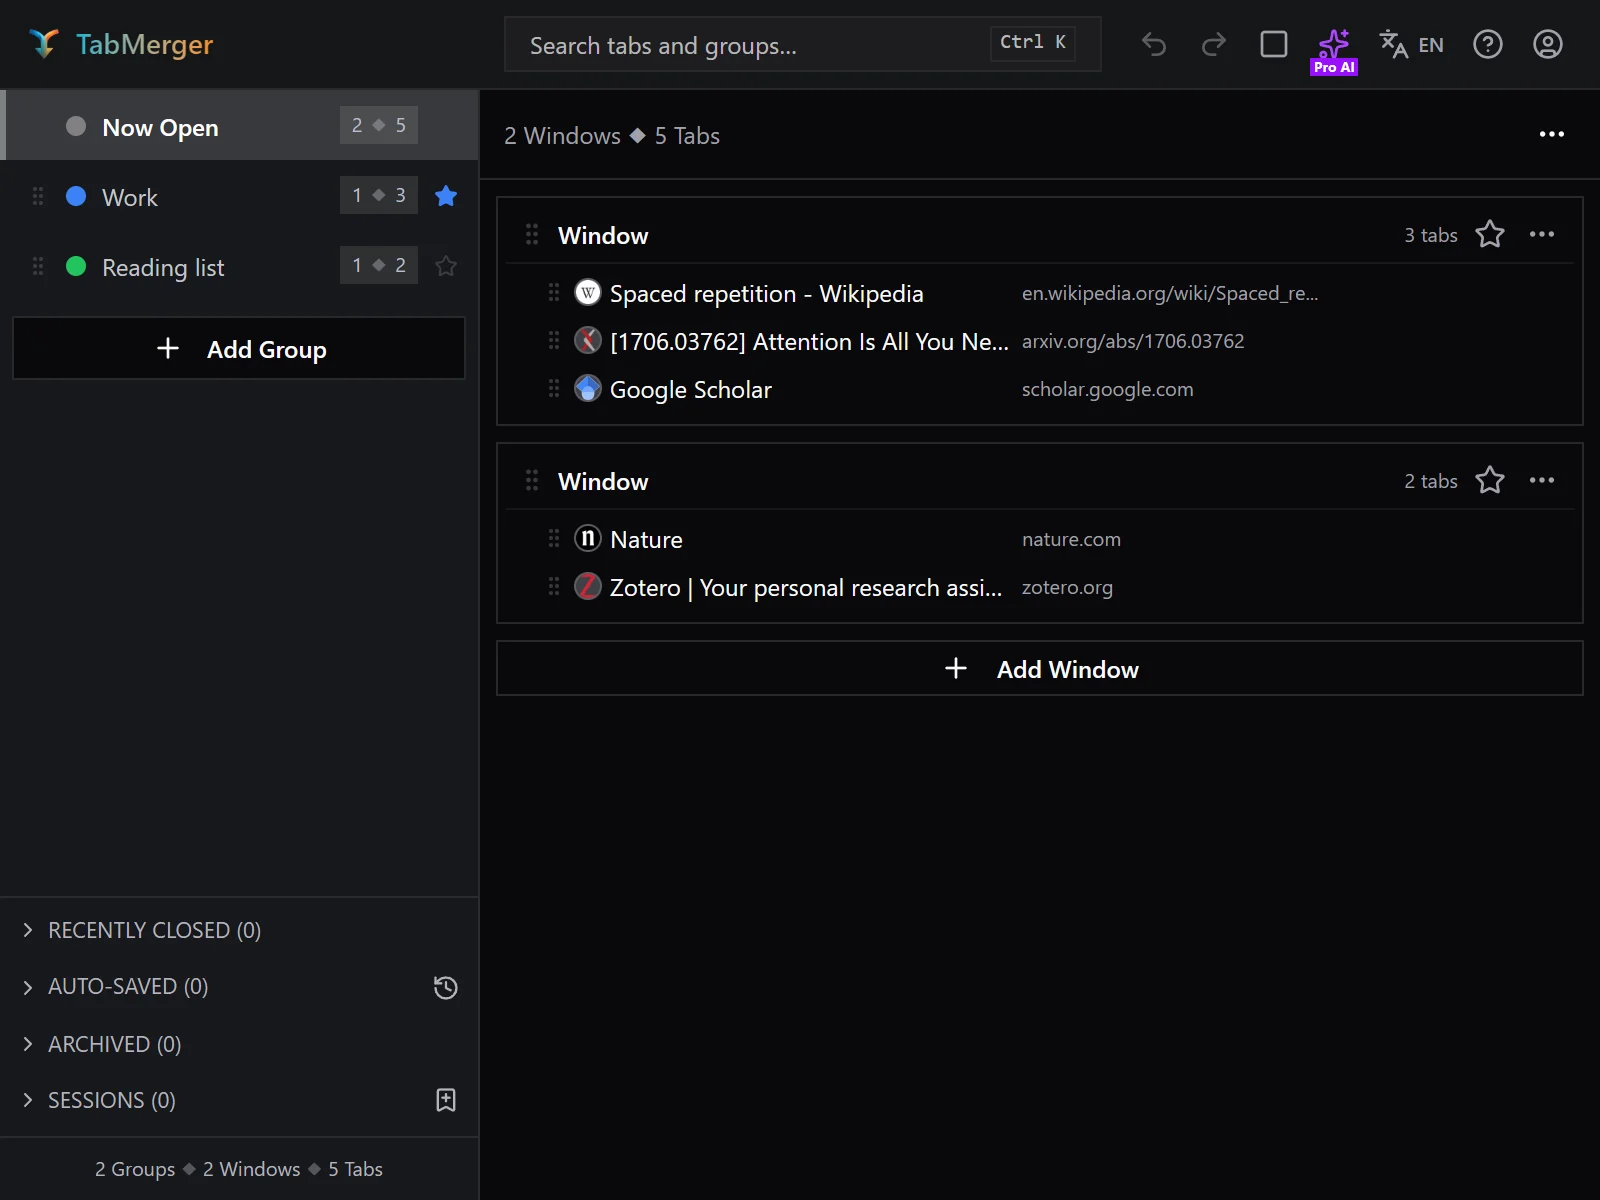 TabMerger
Search tabs and groups... Ctrl K
Pro AI
EN
Now Open 2 ◆ 5
Work 1 ◆ 3
Reading list 1 ◆ 2
+ Add Group
RECENTLY CLOSED (0)
AUTO-SAVED (0)
ARCHIVED (0)
SESSIONS (0)
2 Groups ◆ 2 Windows ◆ 5 Tabs
2 Windows ◆ 5 Tabs
Window 3 tabs
W Spaced repetition - Wikipedia en.wikipedia.org/wiki/Spaced_re...
[1706.03762] Attention Is All You Ne... arxiv.org/abs/1706.03762
Google Scholar scholar.google.com
Window 2 tabs
n Nature nature.com
Z Zotero | Your personal research assi... zotero.org
+ Add Window